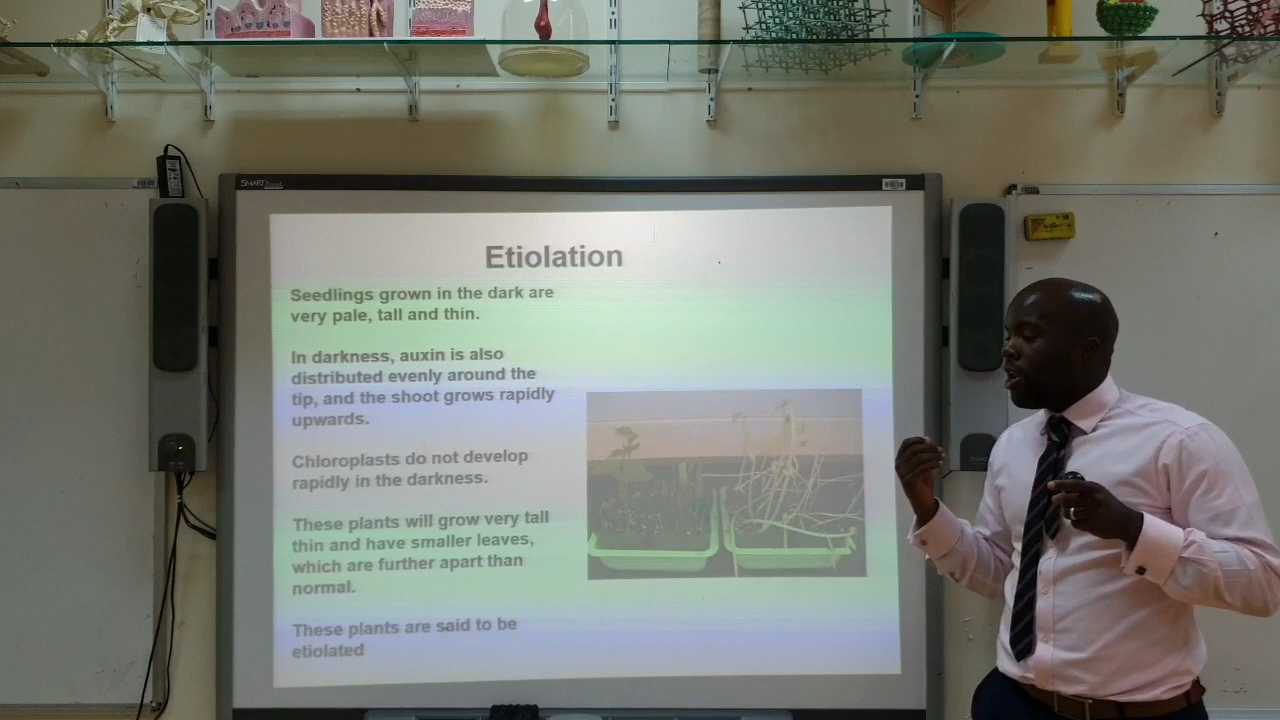 SMART
Etiolation
Seedlings grown in the dark are
very pale, tall and thin.
In darkness, auxin is also
distributed evenly around the
tip, and the shoot grows rapidly
upwards.
Chloroplasts do not develop
rapidly in the darkness.
These plants will grow very tall
thin and have smaller leaves,
which are further apart than
normal.
These plants are said to be
etiolated